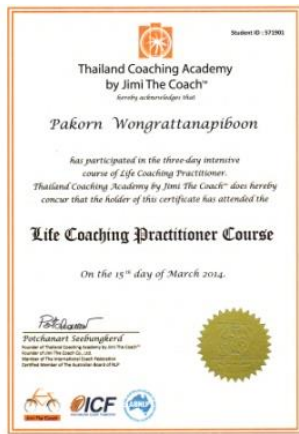 Student ID : 571901
Thailand Coaching Academy
by Jimi The Coach™
hereby acknowledges that
Pakorn Wongrattanapiboon
has participated in the three-day intensive
course of Life Coaching Practitioner.
Thailand Coaching Academy by Jimi The Coach™ does hereby
concur that the holder of this certificate has attended the
Life Coaching Practitioner Course
On the 15th day of March 2014.
Potchanart Seebungkerd
Founder of Thailand Coaching Academy by Jimi The Coach™
Founder of Jimi The Coach Co., Ltd.
Member of The International Coach Federation
Certified Member of The Australian Board of NLP
Jimi The Coach
ICF
ABNLP